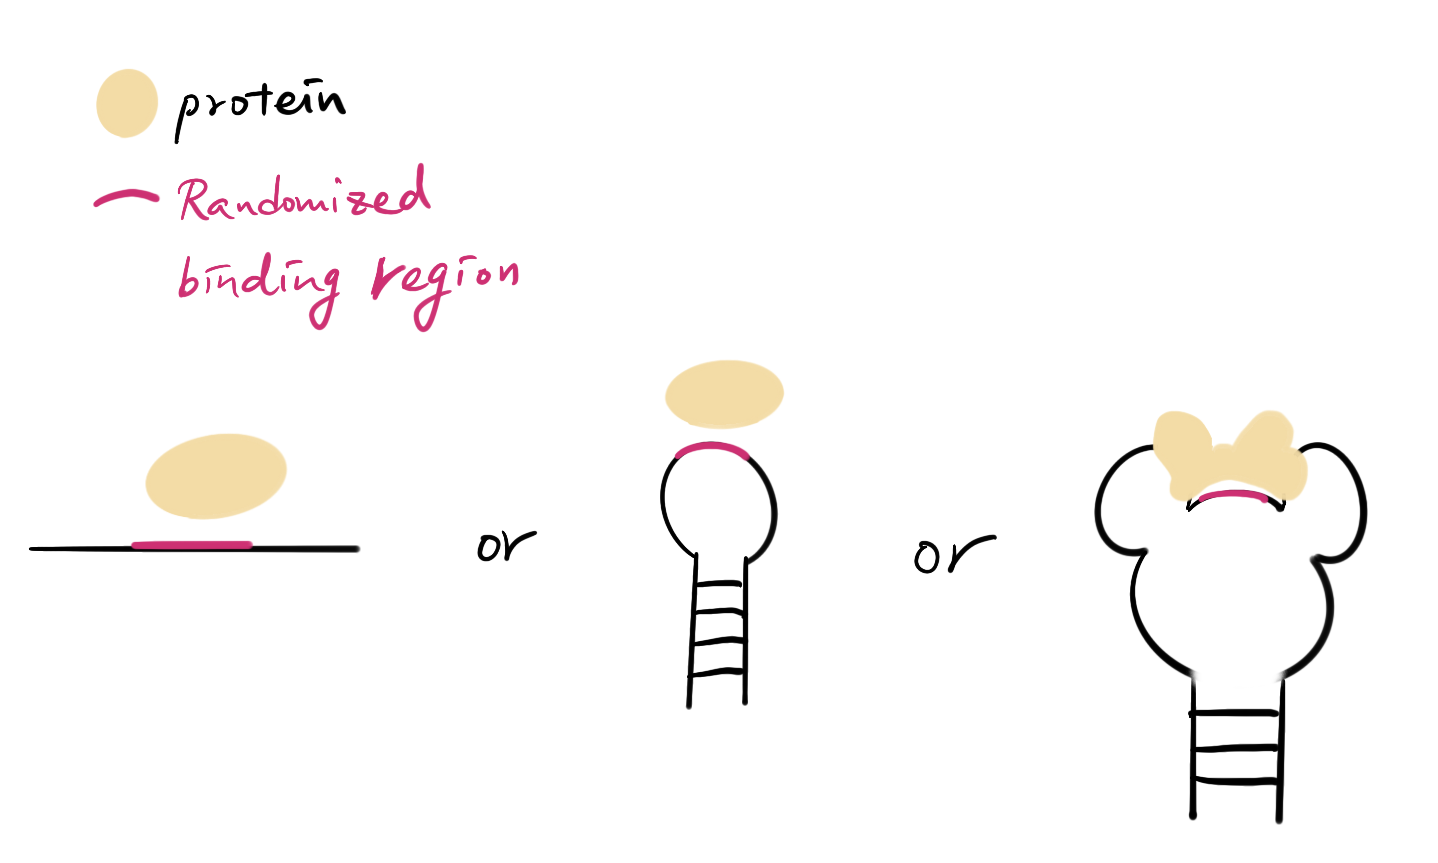 protein
Randomized
binding region
or
or